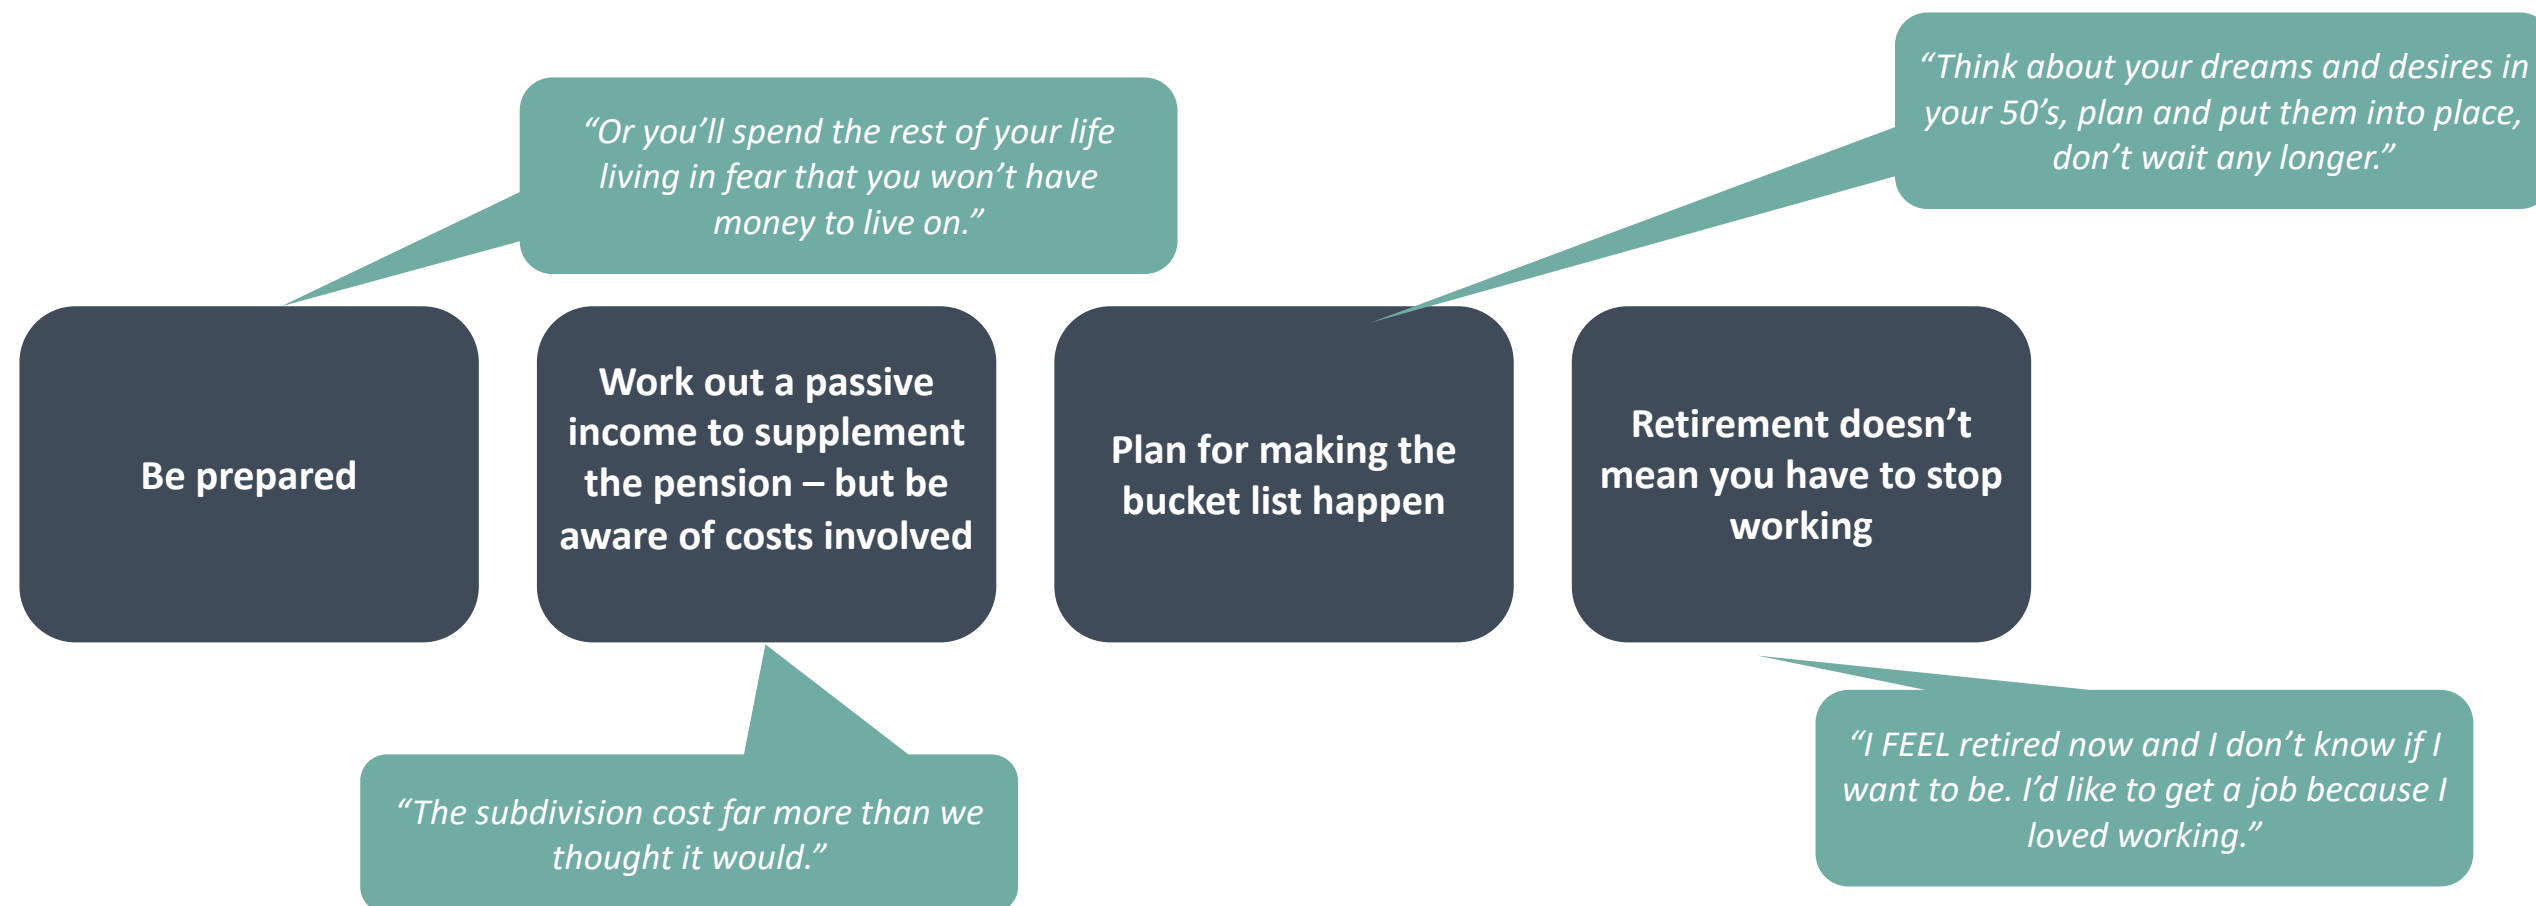 “Think about your dreams and desires in
your 50’s, plan and put them into place,
don’t wait any longer.”
“Or you’ll spend the rest of your life
living in fear that you won’t have
money to live on.”
Be prepared
Work out a passive
income to supplement
the pension – but be
aware of costs involved
Plan for making the
bucket list happen
Retirement doesn’t
mean you have to stop
working
“The subdivision cost far more than we
thought it would.”
“I FEEL retired now and I don’t know if I
want to be. I’d like to get a job because I
loved working.”